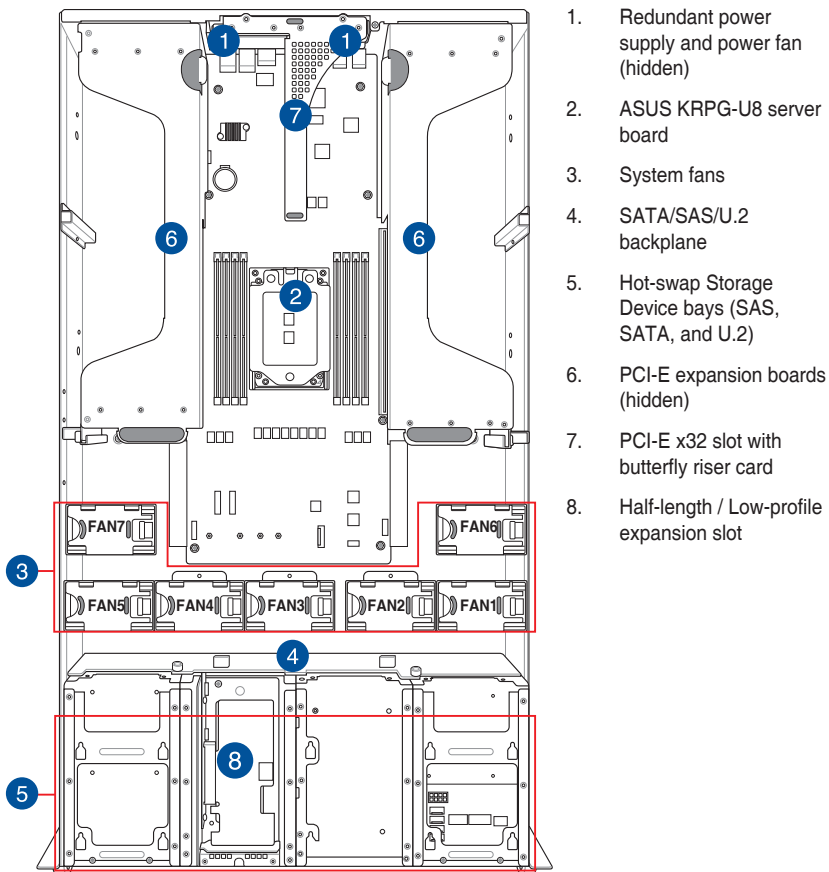 1
1
7
6
6
2
FAN7
FAN6
3
FAN5
FAN4
FAN3
FAN2
FAN1
4
8
5
1. Redundant power
supply and power fan
(hidden)
2. ASUS KRPG-U8 server
board
3. System fans
4. SATA/SAS/U.2
backplane
5. Hot-swap Storage
Device bays (SAS,
SATA, and U.2)
6. PCI-E expansion boards
(hidden)
7. PCI-E x32 slot with
butterfly riser card
8. Half-length / Low-profile
expansion slot